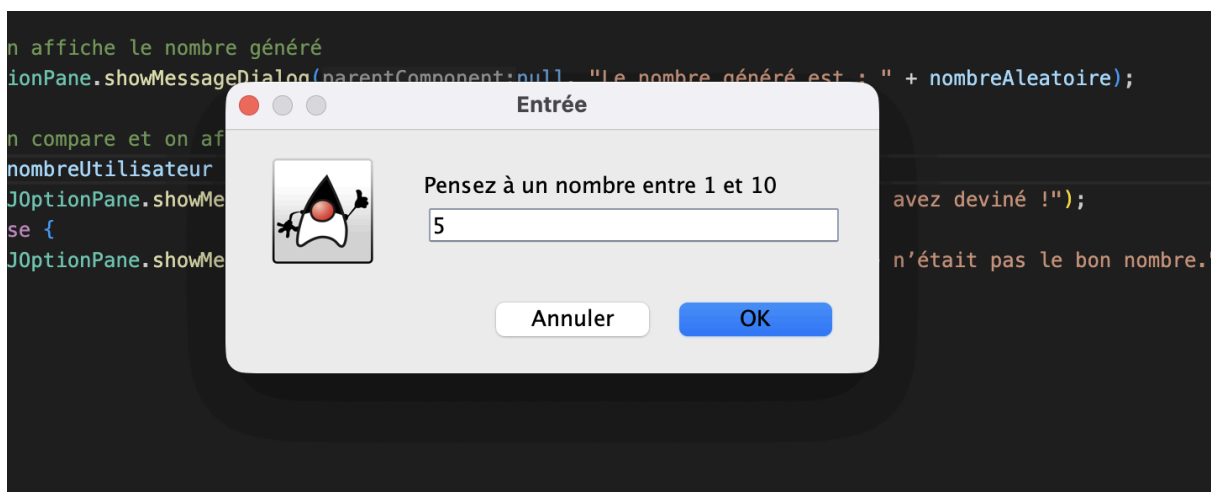 n affiche le nombre généré
ionPane.showMessageDialog(parentComponent:null, "Le nombre généré est : " + nombreAleatoire);
Entrée
n compare et on af
nombreUtilisateur
Pensez à un nombre entre 1 et 10
JOptionPane.showMe avez deviné !");
5
se {
JOptionPane.showMe n’était pas le bon nombre."
Annuler OK